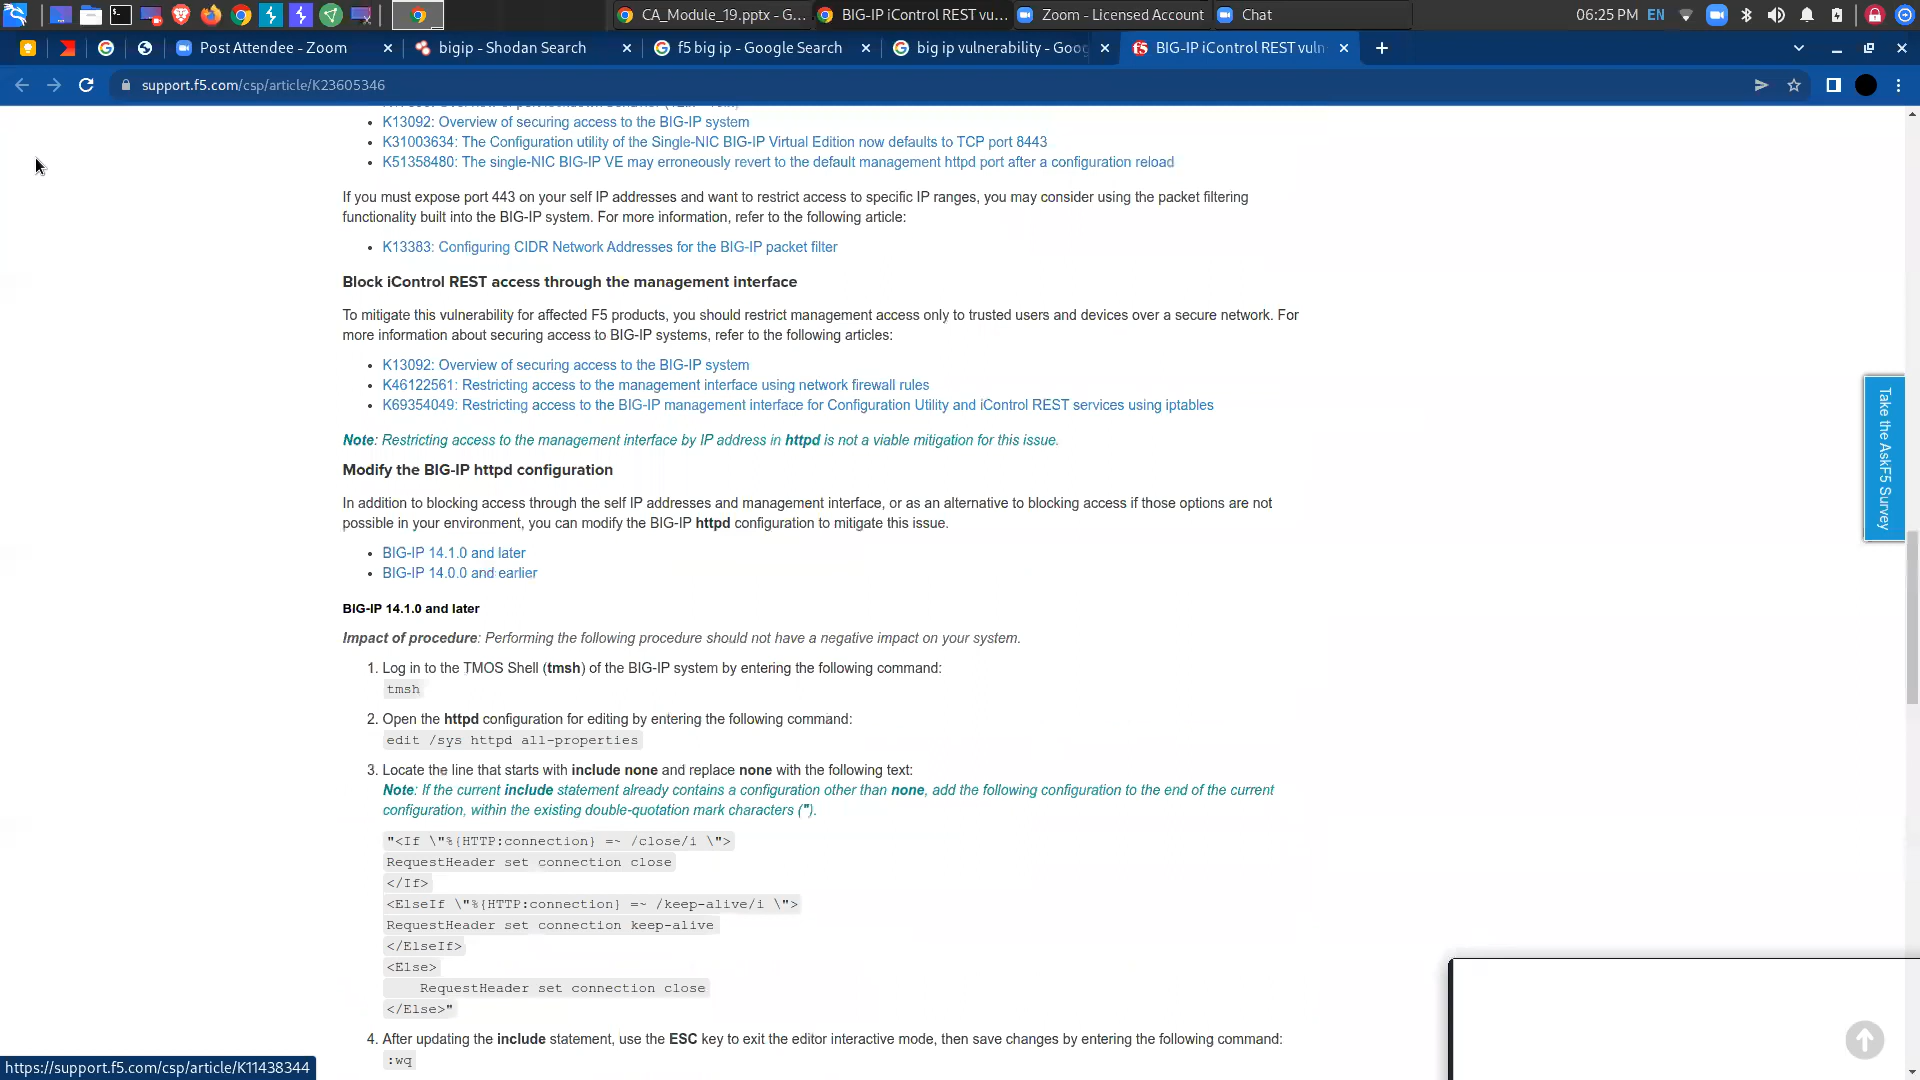 CA_Module_19.pptx - G...
BIG-IP iControl REST vu...
Zoom - Licensed Account
Chat
06:25 PM
EN
Post Attendee - Zoom
bigip - Shodan Search
f5 big ip - Google Search
big ip vulnerability - Goog
BIG-IP iControl REST vuln
support.f5.com/csp/article/K23605346
K13092: Overview of securing access to the BIG-IP system
K31003634: The Configuration utility of the Single-NIC BIG-IP Virtual Edition now defaults to TCP port 8443
K51358480: The single-NIC BIG-IP VE may erroneously revert to the default management httpd port after a configuration reload
If you must expose port 443 on your self IP addresses and want to restrict access to specific IP ranges, you may consider using the packet filtering
functionality built into the BIG-IP system. For more information, refer to the following article:
K13383: Configuring CIDR Network Addresses for the BIG-IP packet filter
Block iControl REST access through the management interface
To mitigate this vulnerability for affected F5 products, you should restrict management access only to trusted users and devices over a secure network. For
more information about securing access to BIG-IP systems, refer to the following articles:
K13092: Overview of securing access to the BIG-IP system
K46122561: Restricting access to the management interface using network firewall rules
K69354049: Restricting access to the BIG-IP management interface for Configuration Utility and iControl REST services using iptables
Note: Restricting access to the management interface by IP address in httpd is not a viable mitigation for this issue.
Modify the BIG-IP httpd configuration
In addition to blocking access through the self IP addresses and management interface, or as an alternative to blocking access if those options are not
possible in your environment, you can modify the BIG-IP httpd configuration to mitigate this issue.
BIG-IP 14.1.0 and later
BIG-IP 14.0.0 and earlier
BIG-IP 14.1.0 and later
Impact of procedure: Performing the following procedure should not have a negative impact on your system.
1. Log in to the TMOS Shell (tmsh) of the BIG-IP system by entering the following command:
tmsh
2. Open the httpd configuration for editing by entering the following command:
edit /sys httpd all-properties
3. Locate the line that starts with include none and replace none with the following text:
Note: If the current include statement already contains a configuration other than none, add the following configuration to the end of the current
configuration, within the existing double-quotation mark characters (").
"<If \"%{HTTP:connection} =~ /close/i \">
RequestHeader set connection close
</If>
<ElseIf \"%{HTTP:connection} =~ /keep-alive/i \">
RequestHeader set connection keep-alive
</ElseIf>
<Else>
RequestHeader set connection close
</Else>"
4. After updating the include statement, use the ESC key to exit the editor interactive mode, then save changes by entering the following command:
:wq
Take the AskF5 Survey
https://support.f5.com/csp/article/K11438344